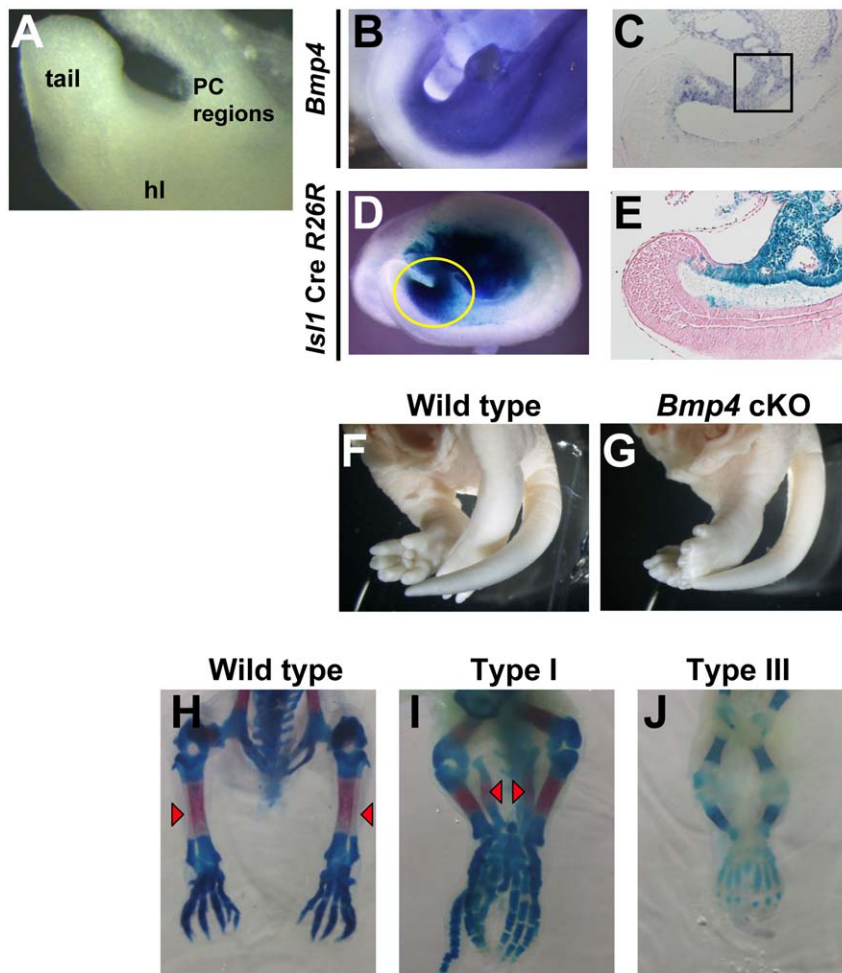 A
tail
PC
regions
hl
Bmp4
B
C
Isl1 Cre R26R
D
E
Wild type
Bmp4 cKO
F
G
Wild type
Type I
Type III
H
I
J